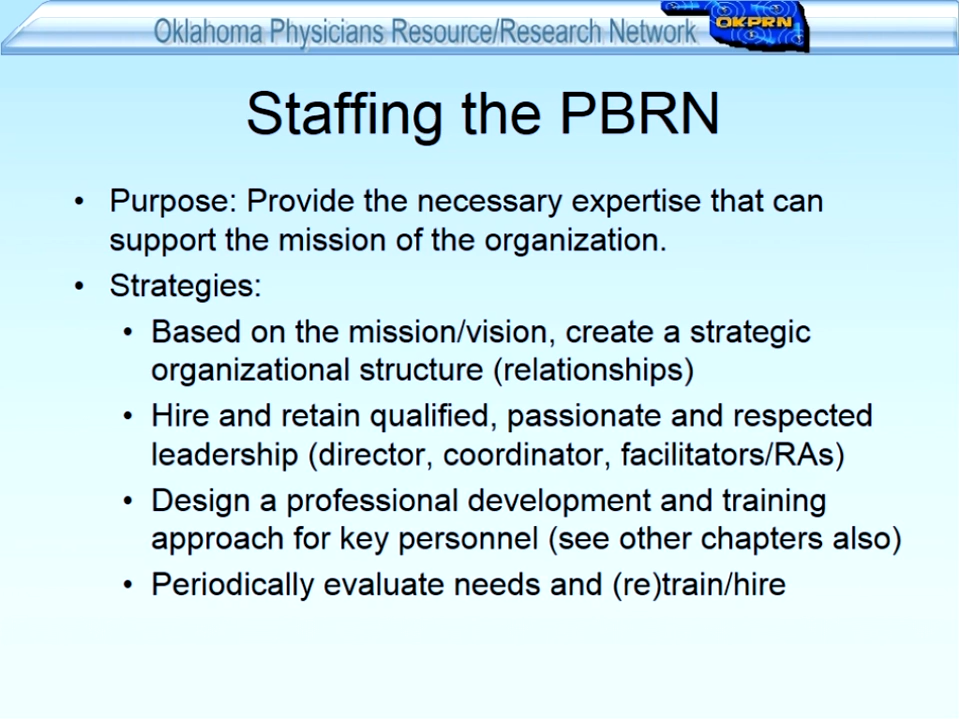 Oklahoma Physicians Resource/Research Network
OKPRN
Staffing the PBRN
• Purpose: Provide the necessary expertise that can
support the mission of the organization.
• Strategies:
• Based on the mission/vision, create a strategic
organizational structure (relationships)
• Hire and retain qualified, passionate and respected
leadership (director, coordinator, facilitators/RAs)
• Design a professional development and training
approach for key personnel (see other chapters also)
• Periodically evaluate needs and (re)train/hire